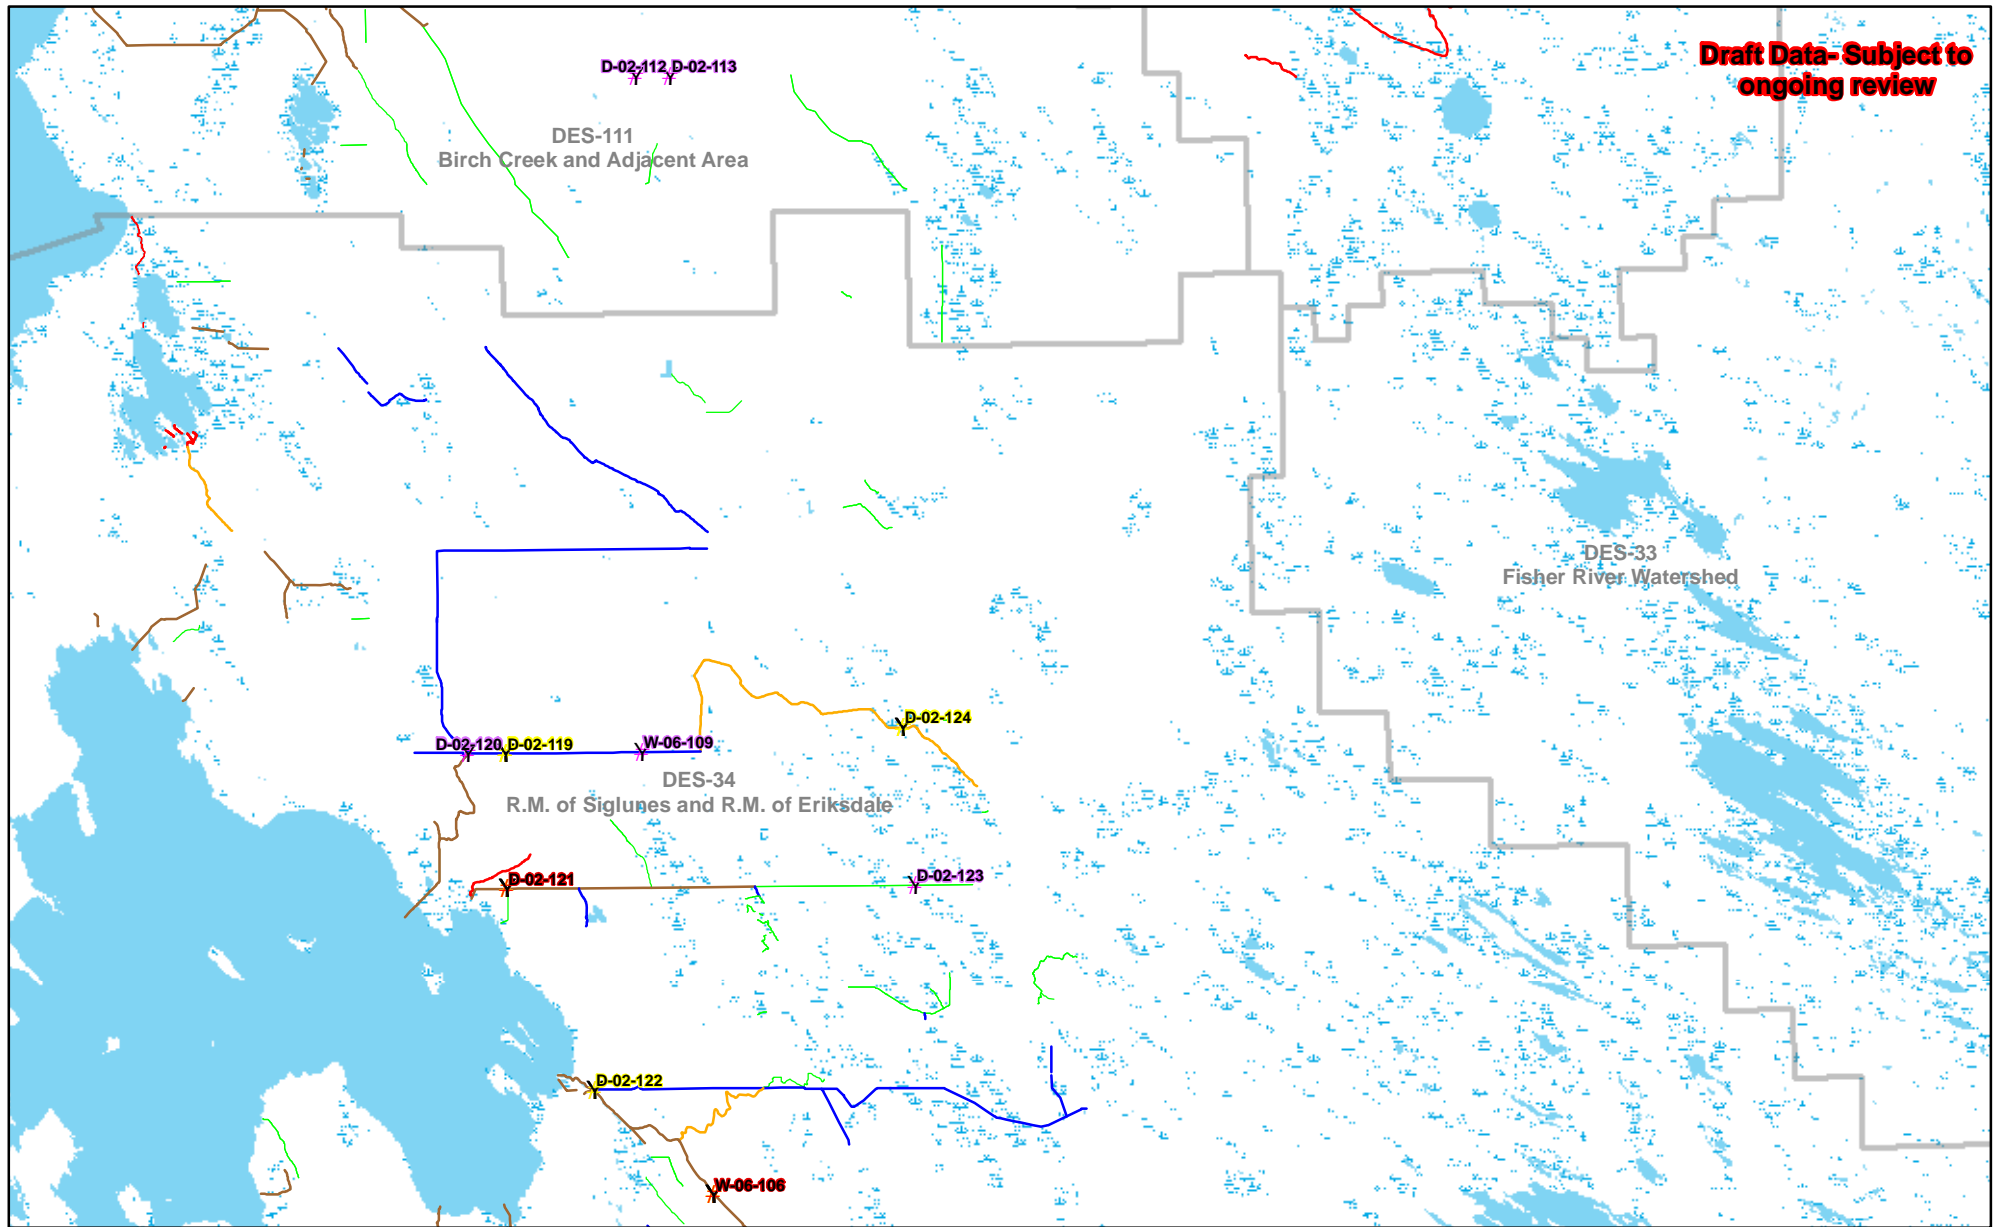 Draft Data- Subject to
ongoing review
D-02-112 D-02-113
DES-111
Birch Creek and Adjacent Area
DES-33
Fisher River Watershed
D-02-124
D-02-120 D-02-119 W-06-109
DES-34
R.M. of Siglunes and R.M. of Eriksdale
D-02-121
D-02-123
D-02-122
W-06-106